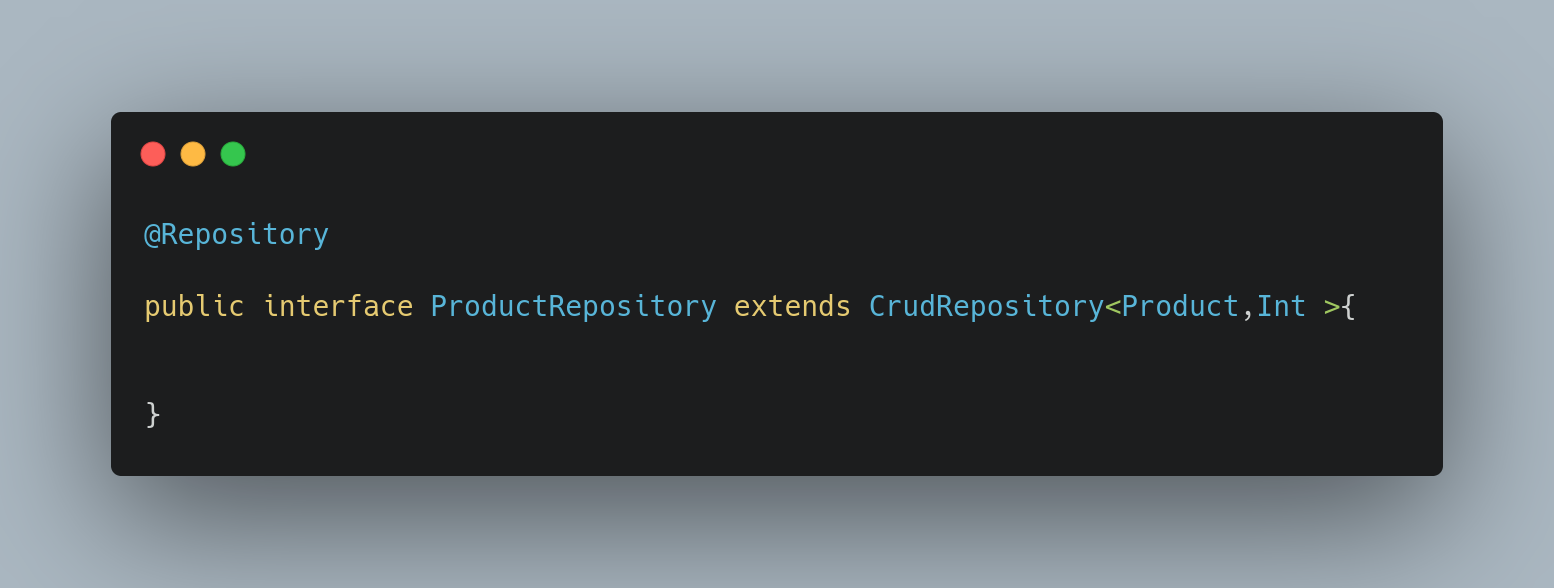 @Repository
public interface ProductRepository extends CrudRepository<Product,Int >{
}